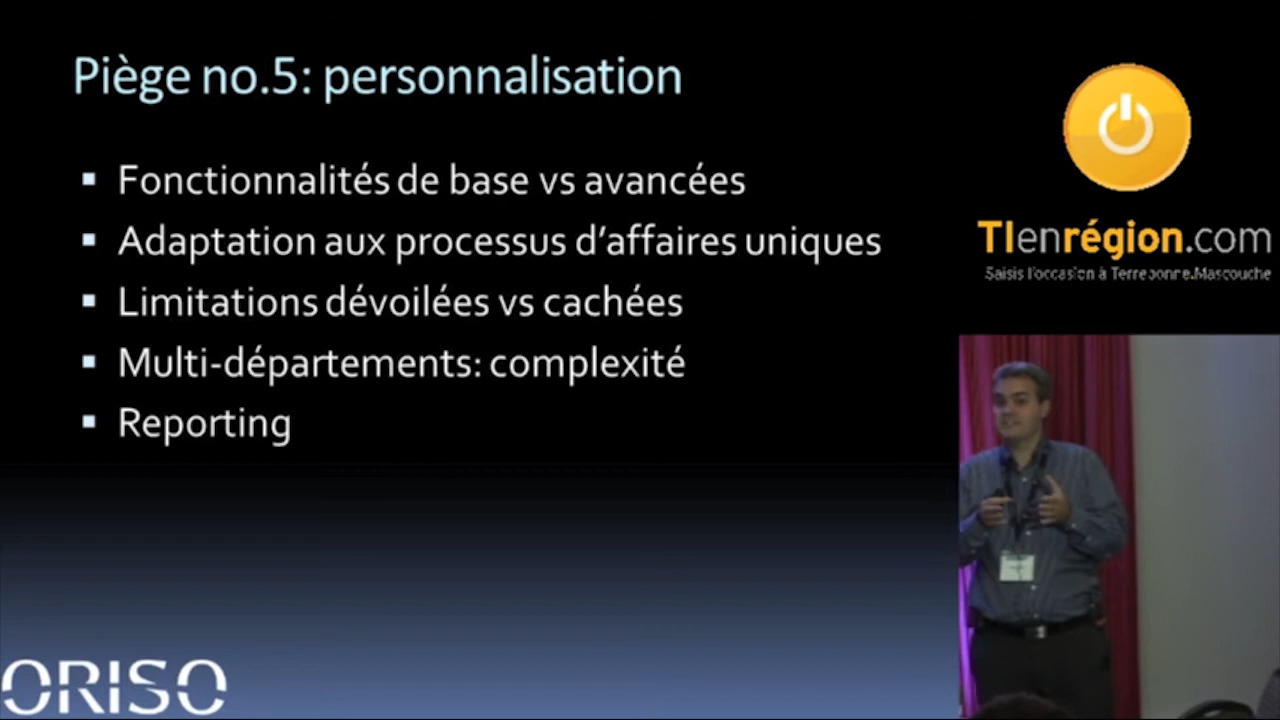 Piège no.5: personnalisation
Fonctionnalités de base vs avancées
Adaptation aux processus d’affaires uniques
Limitations dévoilées vs cachées
Multi-départements: complexité
Reporting
TIenrégion.com
Saisis l'occasion à Terrebonne.Mascouche
ORISO